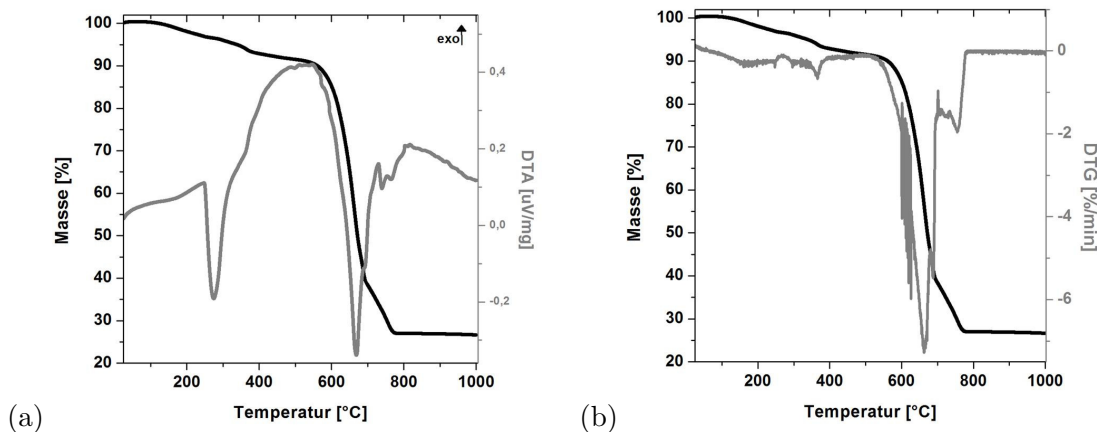 100
90
80
70
60
50
40
30
20
Masse [%]
exo
0,4
0,2
0,0
-0,2
DTA [uV/mg]
200 400 600 800 1000
Temperatur [°C]
(a)
100
90
80
70
60
50
40
30
20
Masse [%]
0
-2
-4
-6
DTG [%/min]
200 400 600 800 1000
Temperatur [°C]
(b)